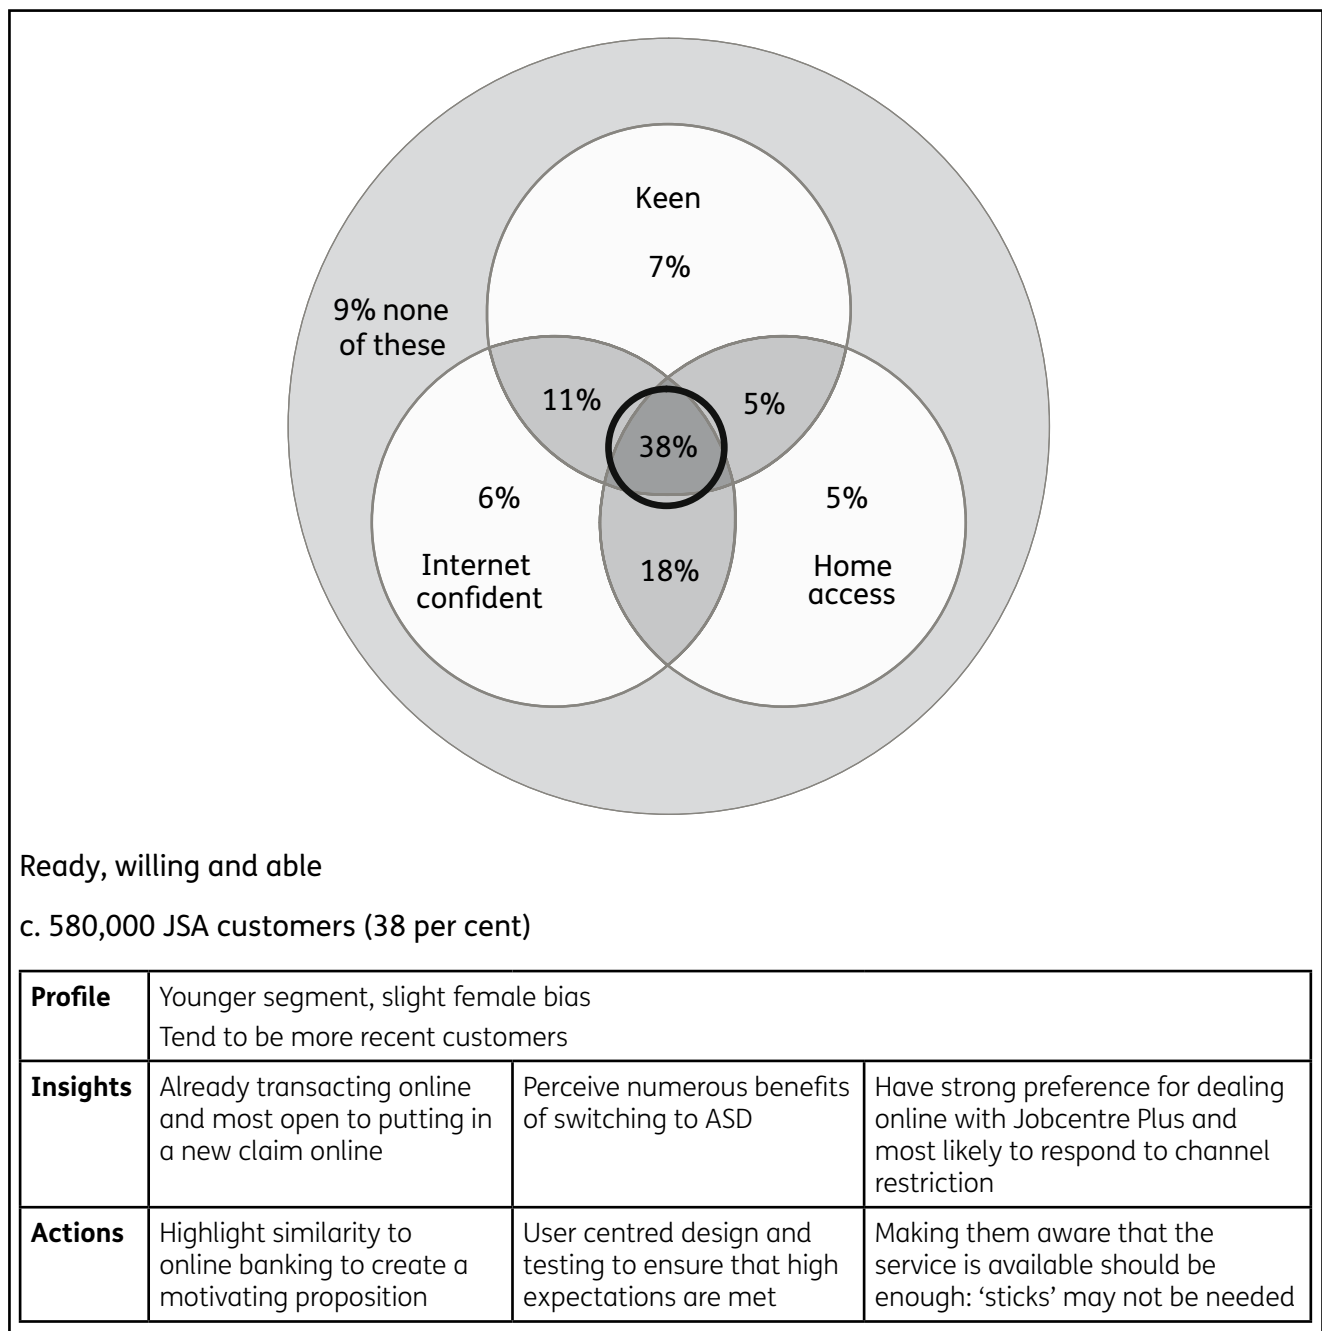 Keen
7%
9% none
of these
11%
5%
38%
6%
5%
Internet
confident
18%
Home
access
Ready, willing and able
c. 580,000 JSA customers (38 per cent)
Profile
Younger segment, slight female bias
Tend to be more recent customers
Insights
Already transacting online
and most open to putting in
a new claim online
Perceive numerous benefits
of switching to ASD
Have strong preference for dealing
online with Jobcentre Plus and
most likely to respond to channel
restriction
Actions
Highlight similarity to
online banking to create a
motivating proposition
User centred design and
testing to ensure that high
expectations are met
Making them aware that the
service is available should be
enough: ‘sticks’ may not be needed